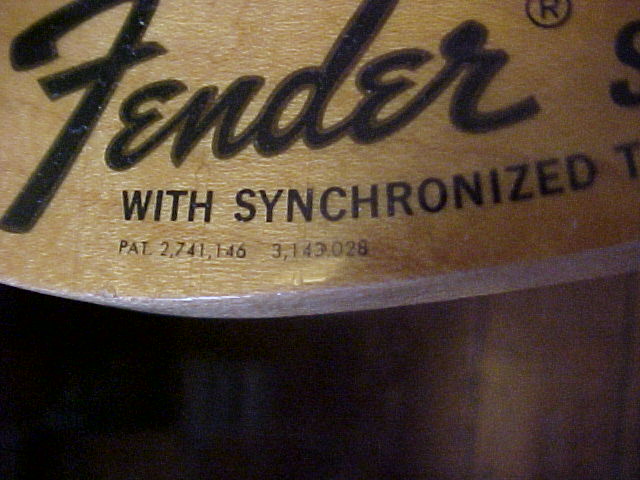 Fender ®
WITH SYNCHRONIZED T
PAT. 2,741,146 3,143,028